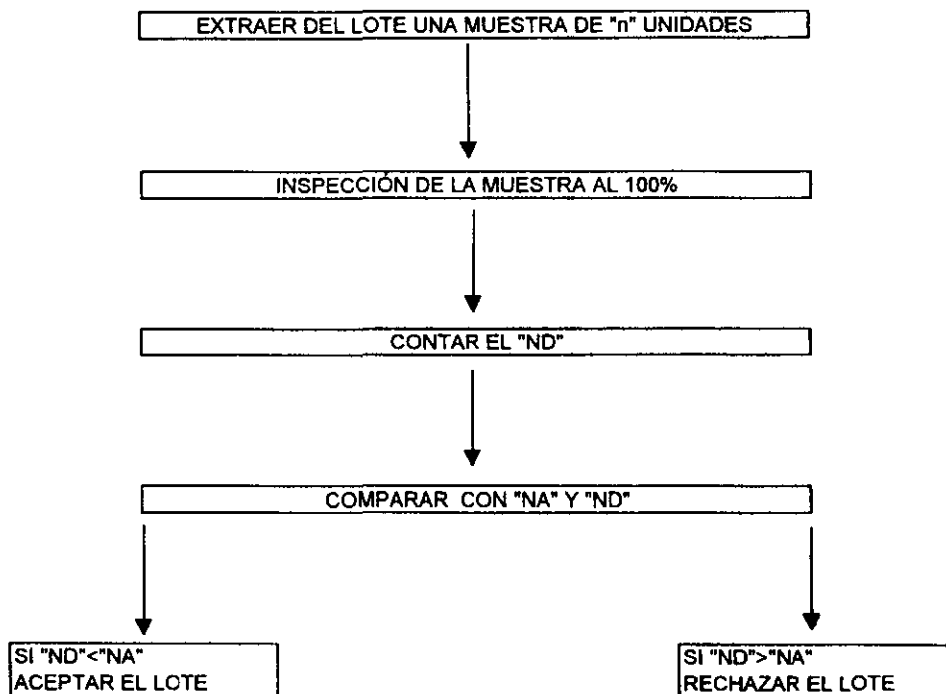 EXTRAER DEL LOTE UNA MUESTRA DE "n" UNIDADES
INSPECCIÓN DE LA MUESTRA AL 100%
CONTAR EL "ND"
COMPARAR CON "NA" Y "ND"
SI "ND"<"NA"
ACEPTAR EL LOTE
SI "ND">"NA"
RECHAZAR EL LOTE